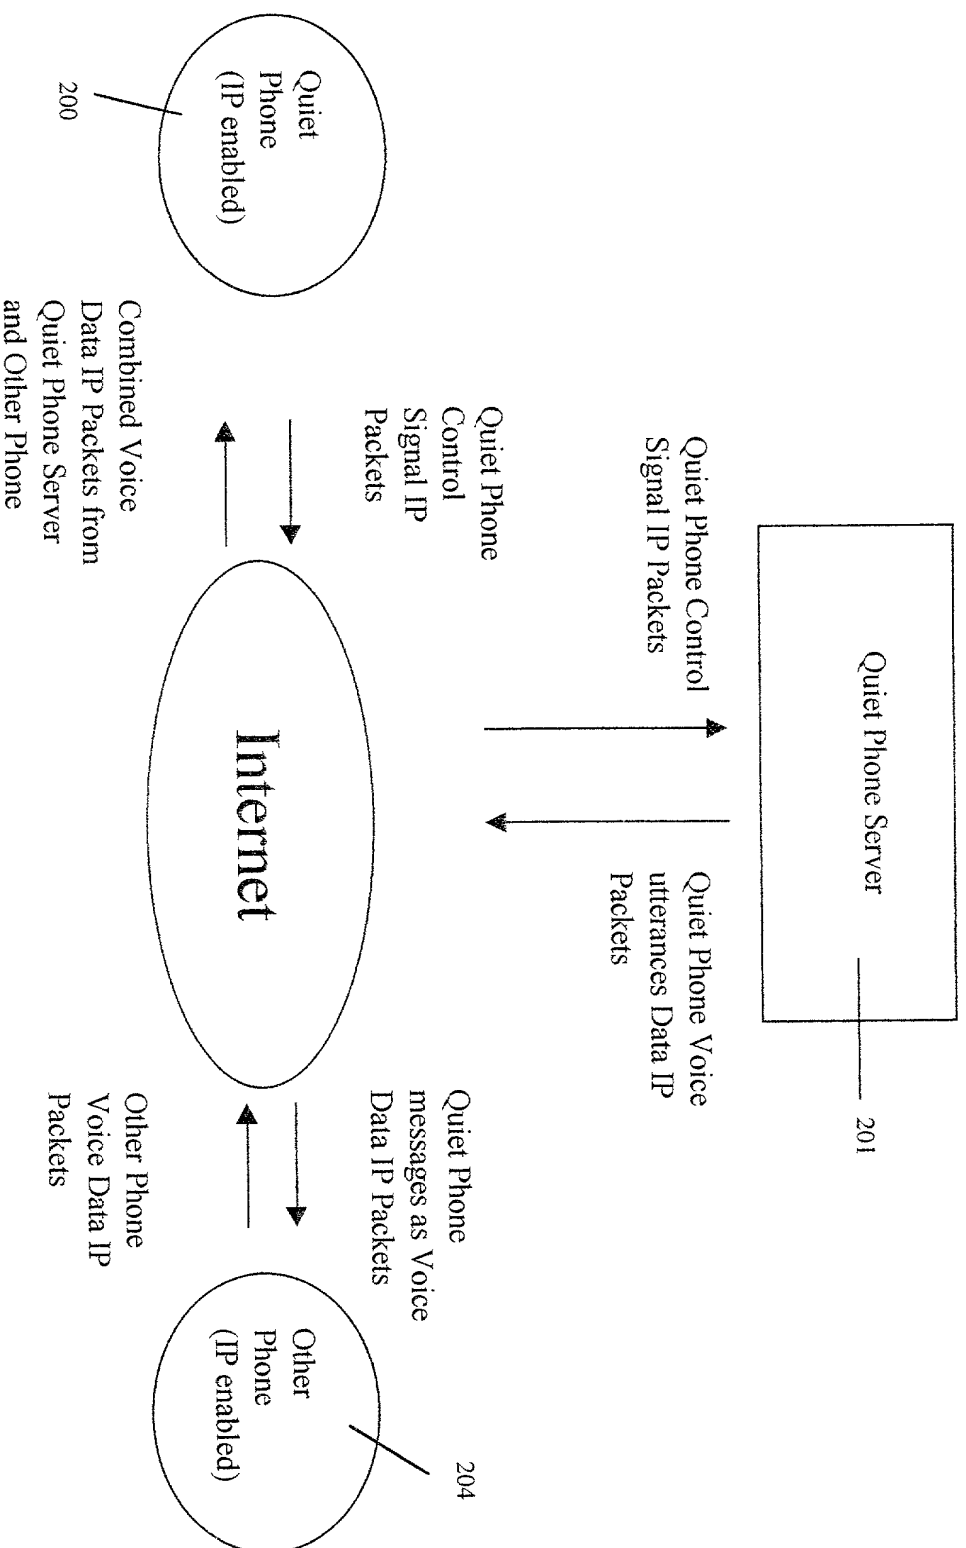 Quiet Phone Server
201
Quiet Phone Control
Signal IP Packets
Quiet Phone Voice
utterances Data IP
Packets
Quiet Phone
Control
Signal IP
Packets
Quiet Phone
messages as Voice
Data IP Packets
Quiet
Phone
(IP enabled)
200
Internet
Other
Phone
(IP enabled)
204
Combined Voice
Data IP Packets from
Quiet Phone Server
and Other Phone
Other Phone
Voice Data IP
Packets